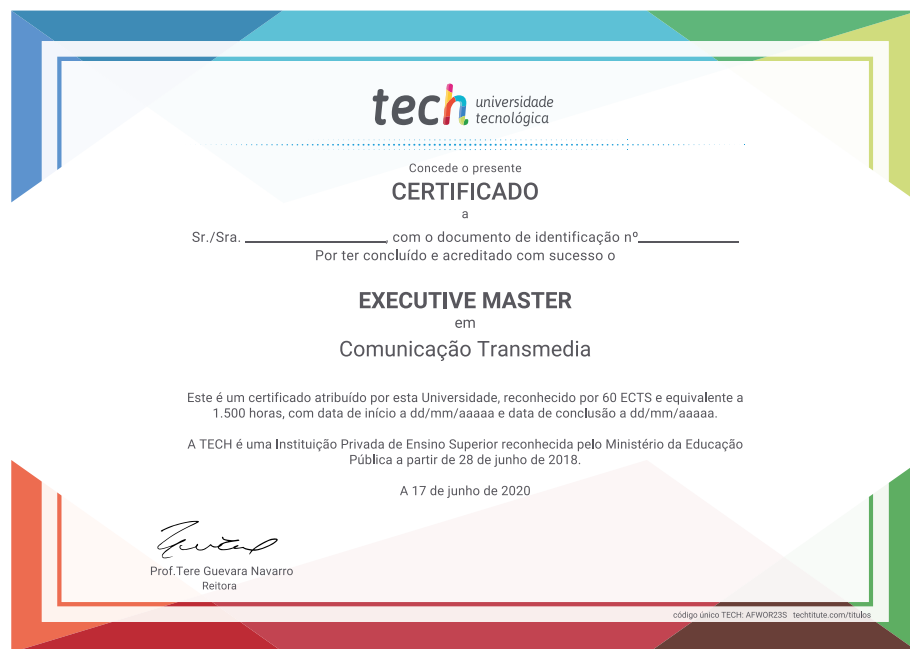 tech universidade
tecnológica
Concede o presente
CERTIFICADO
a
Sr./Sra. ________________, com o documento de identificação nº____________
Por ter concluído e acreditado com sucesso o
EXECUTIVE MASTER
em
Comunicação Transmedia
Este é um certificado atribuído por esta Universidade, reconhecido por 60 ECTS e equivalente a
1.500 horas, com data de início a dd/mm/aaaaa e data de conclusão a dd/mm/aaaaa.
A TECH é uma Instituição Privada de Ensino Superior reconhecida pelo Ministério da Educação
Pública a partir de 28 de junho de 2018.
A 17 de junho de 2020
Prof.Tere Guevara Navarro
Reitora
código único TECH: AFWOR23S techtitute.com/titulos